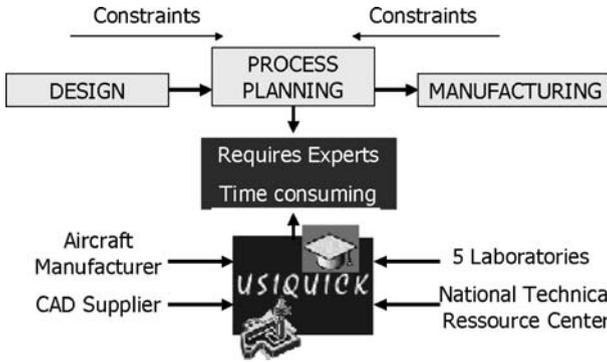 Constraints
Constraints
DESIGN
PROCESS
PLANNING
MANUFACTURING
Requires Experts
Time consuming
Aircraft
Manufacturer
CAD Supplier
USIQUICK
5 Laboratories
National Technica
Ressource Center